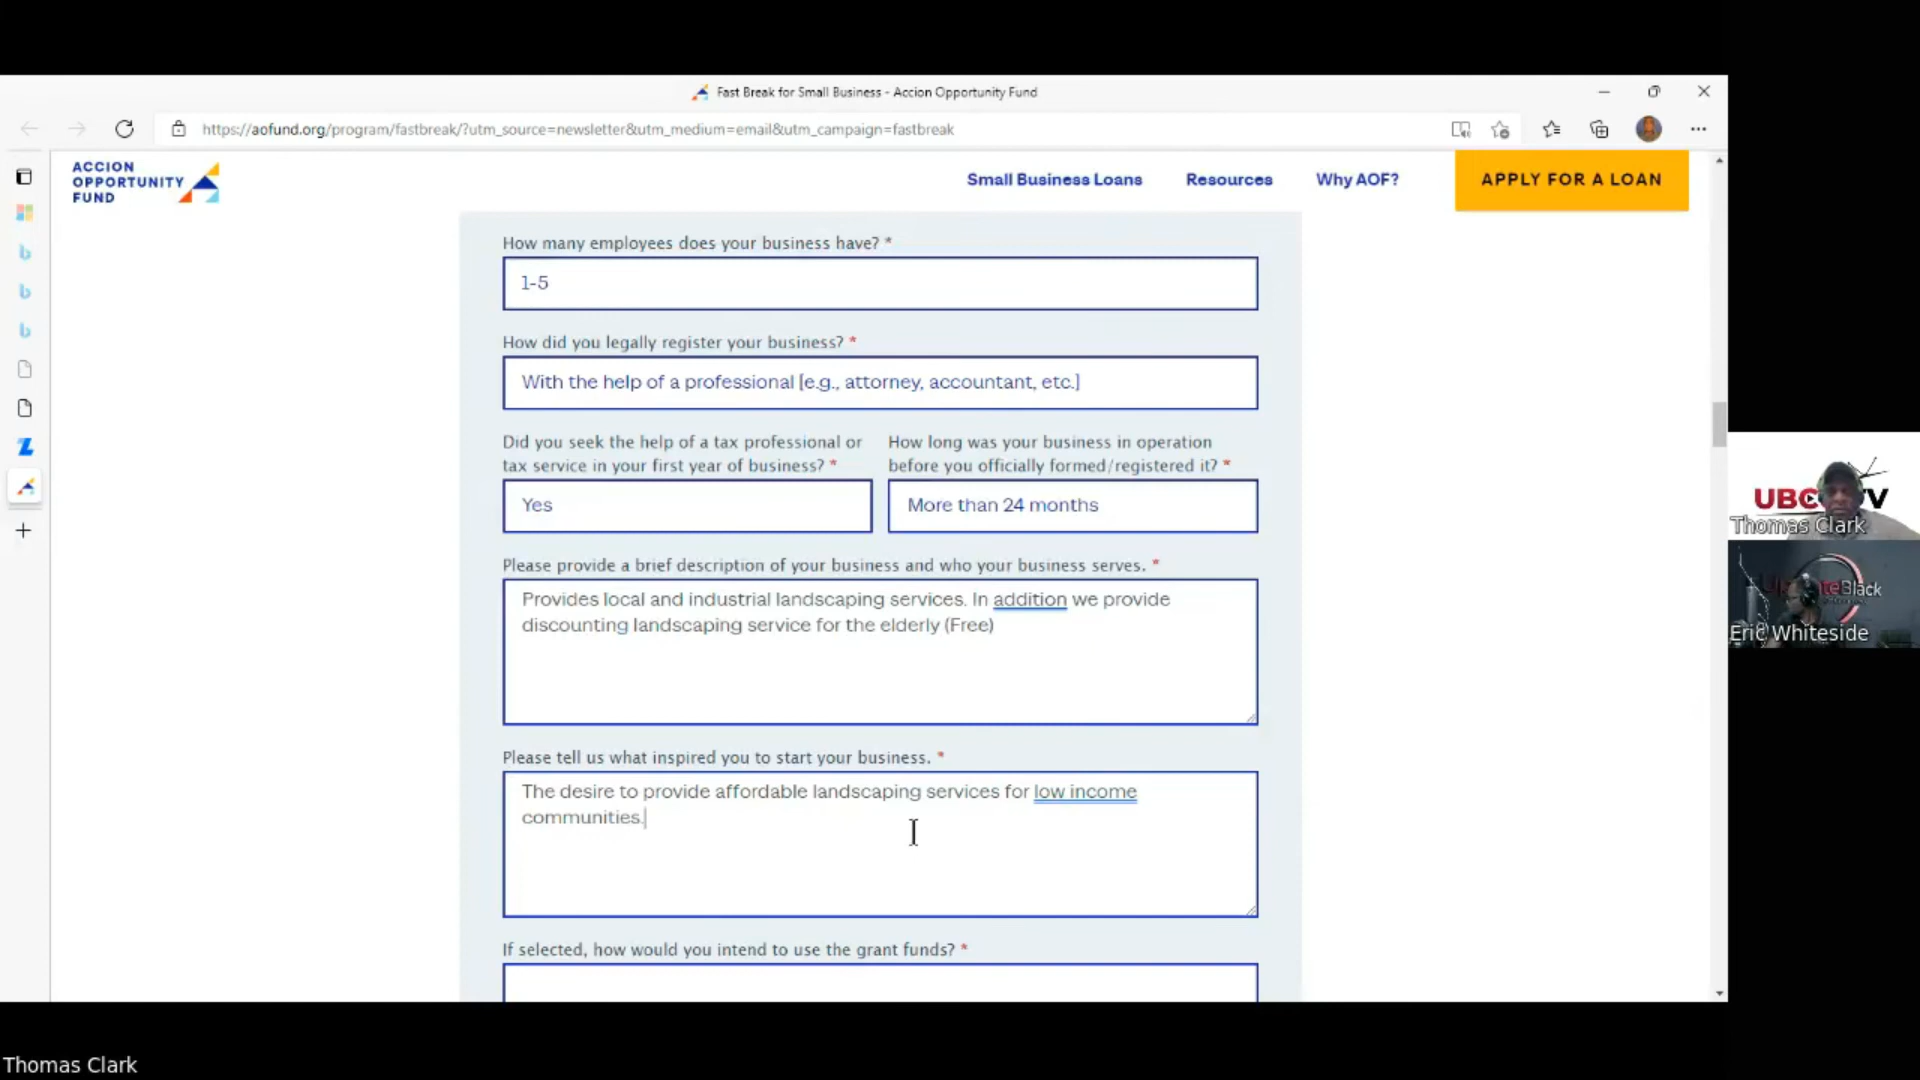 Fast Break for Small Business - Accion Opportunity Fund
https://aofund.org/program/fastbreak/?utm_source=newsletter&utm_medium=email&utm_campaign=fastbreak
ACCION
OPPORTUNITY
FUND
Small Business Loans
Resources
Why AOF?
APPLY FOR A LOAN
How many employees does your business have? *
1-5
How did you legally register your business? *
With the help of a professional [e.g., attorney, accountant, etc.]
Did you seek the help of a tax professional or
tax service in your first year of business? *
Yes
How long was your business in operation
before you officially formed/registered it? *
More than 24 months
Please provide a brief description of your business and who your business serves. *
Provides local and industrial landscaping services. In addition we provide
discounting landscaping service for the elderly (Free)
Please tell us what inspired you to start your business. *
The desire to provide affordable landscaping services for low income
communities.
If selected, how would you intend to use the grant funds? *
UBC
Thomas Clark
Black
Eric Whiteside
Thomas Clark